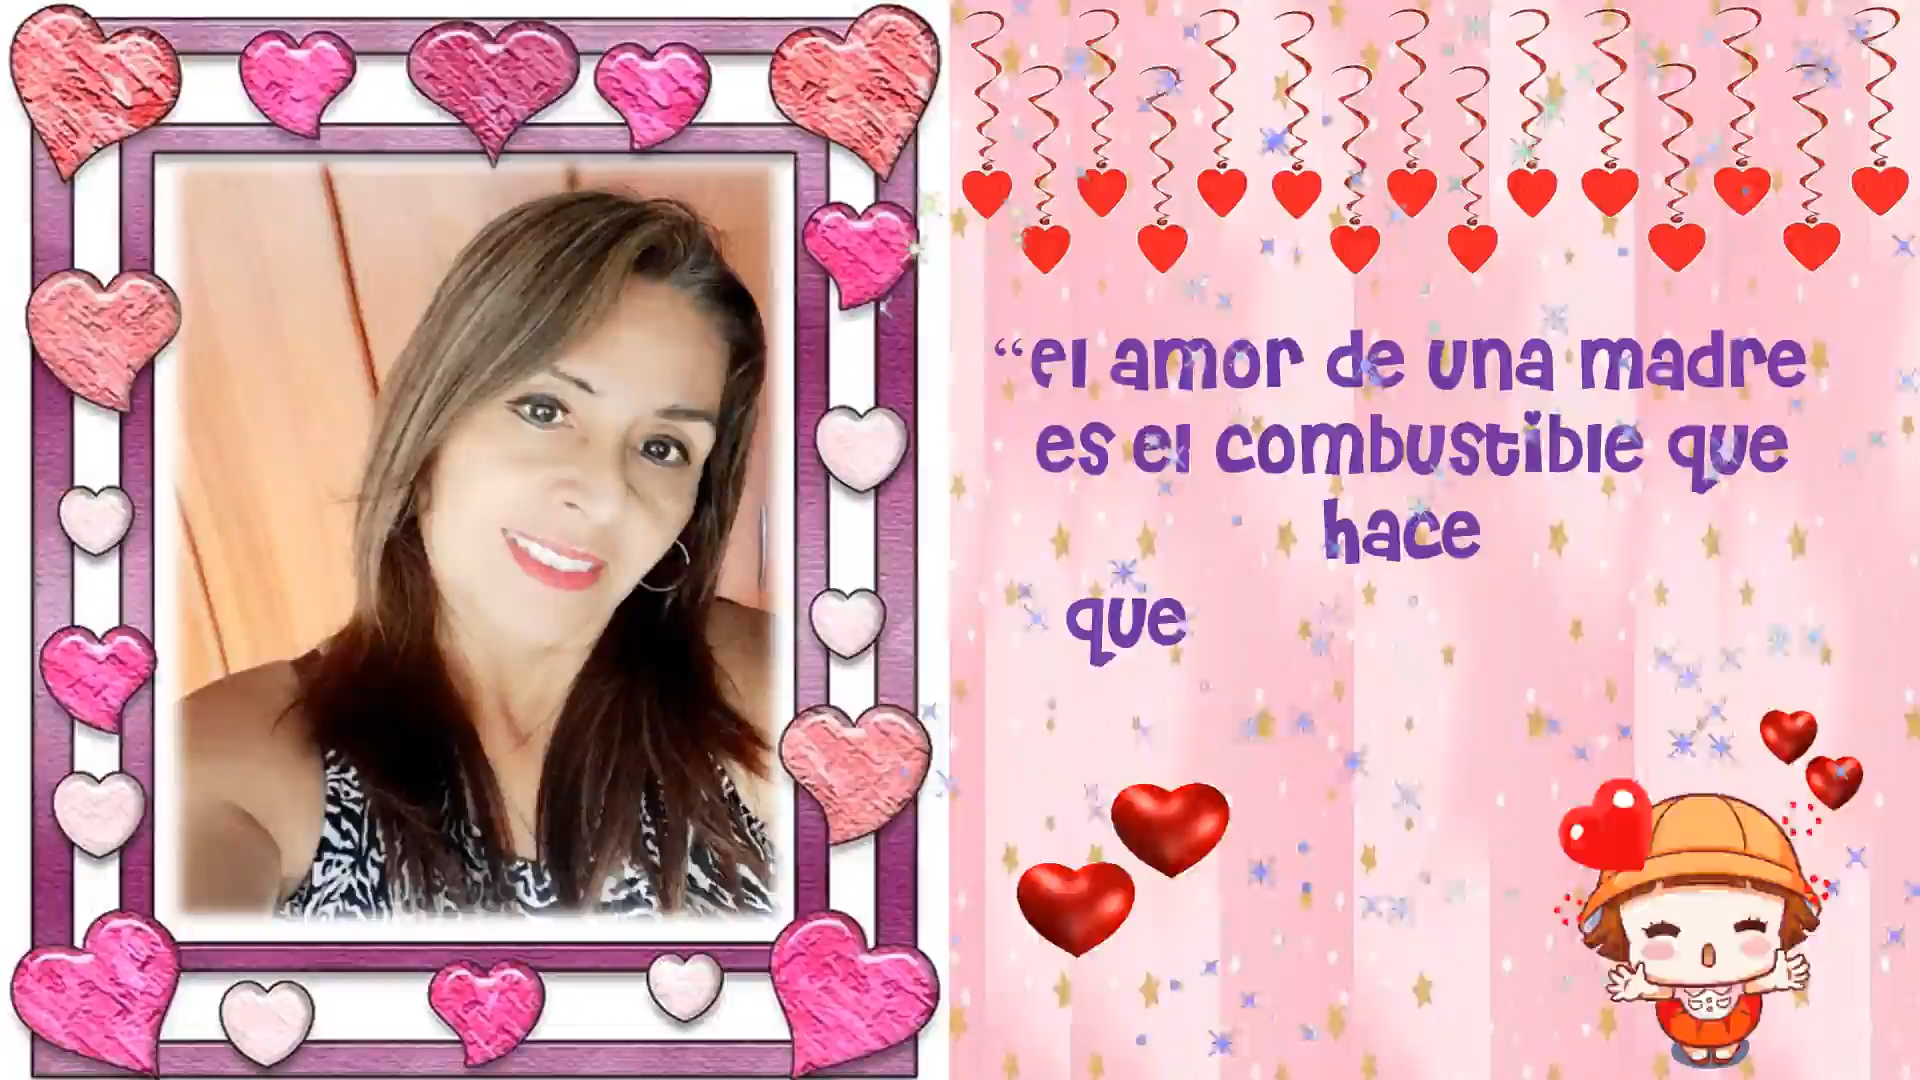 “el amor de una madre
es el combustible que
hace
que